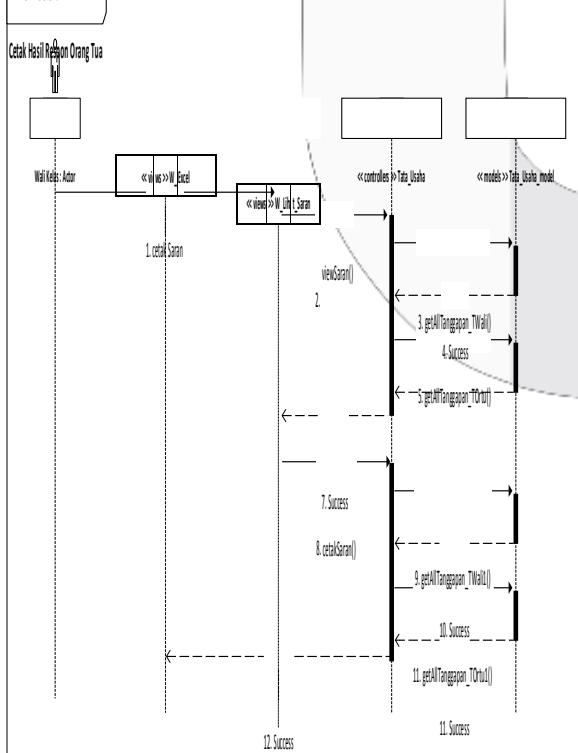 Cetak Hasil Respon Orang Tua
Wali Kelas : Actor
<< views >> W_Excel
<< views >> W_Lihat_Saran
<< controllers >> Tata_Usaha
<< models >> Tata_Usaha_model
1. cetak Saran
viewSaran()
2.
3. getAllTanggapan_TWali()
4. Success
5. getAllTanggapan_TOrtu()
7. Success
8. cetakSaran()
9. getAllTanggapan_TWali1()
10. Success
11. getAllTanggapan_TOrtu1()
11. Success
12. Success